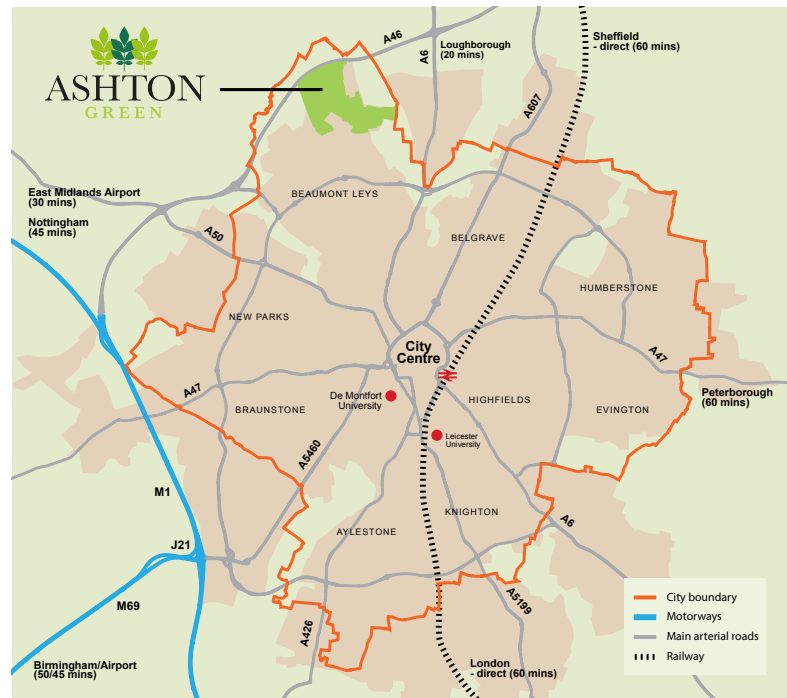 ASHTON
GREEN
A46
A6
Loughborough
(20 mins)
Sheffield
- direct (60 mins)
A607
East Midlands Airport
(30 mins)
Nottingham
(45 mins)
A50
BEAUMONT LEYS
BELGRAVE
HUMBERSTONE
NEW PARKS
City
Centre
A47
A47
De Montfort
University
HIGHFIELDS
Peterborough
(60 mins)
BRAUNSTONE
EVINGTON
Leicester
University
A5460
M1
KNIGHTON
A6
AYLESTONE
J21
M69
A426
A5199
Birmingham/Airport
(50/45 mins)
London
- direct (60 mins)
City boundary
Motorways
Main arterial roads
Railway